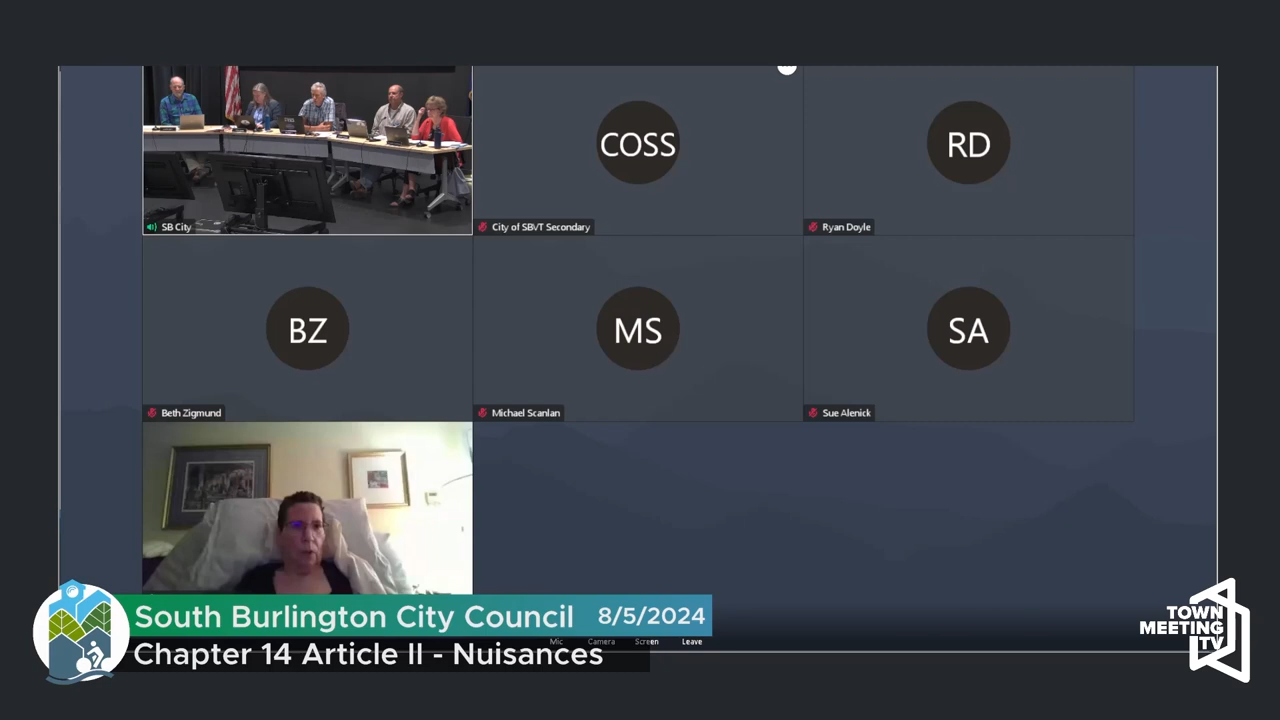 COSS
RD
SB City
City of SBVT Secondary
Ryan Doyle
BZ
MS
SA
Beth Zigmund
Michael Scanlan
Sue Alenick
South Burlington City Council 8/5/2024
Mic Camera Screen Leave
Chapter 14 Article II - Nuisances
TOWN
MEETING
TV